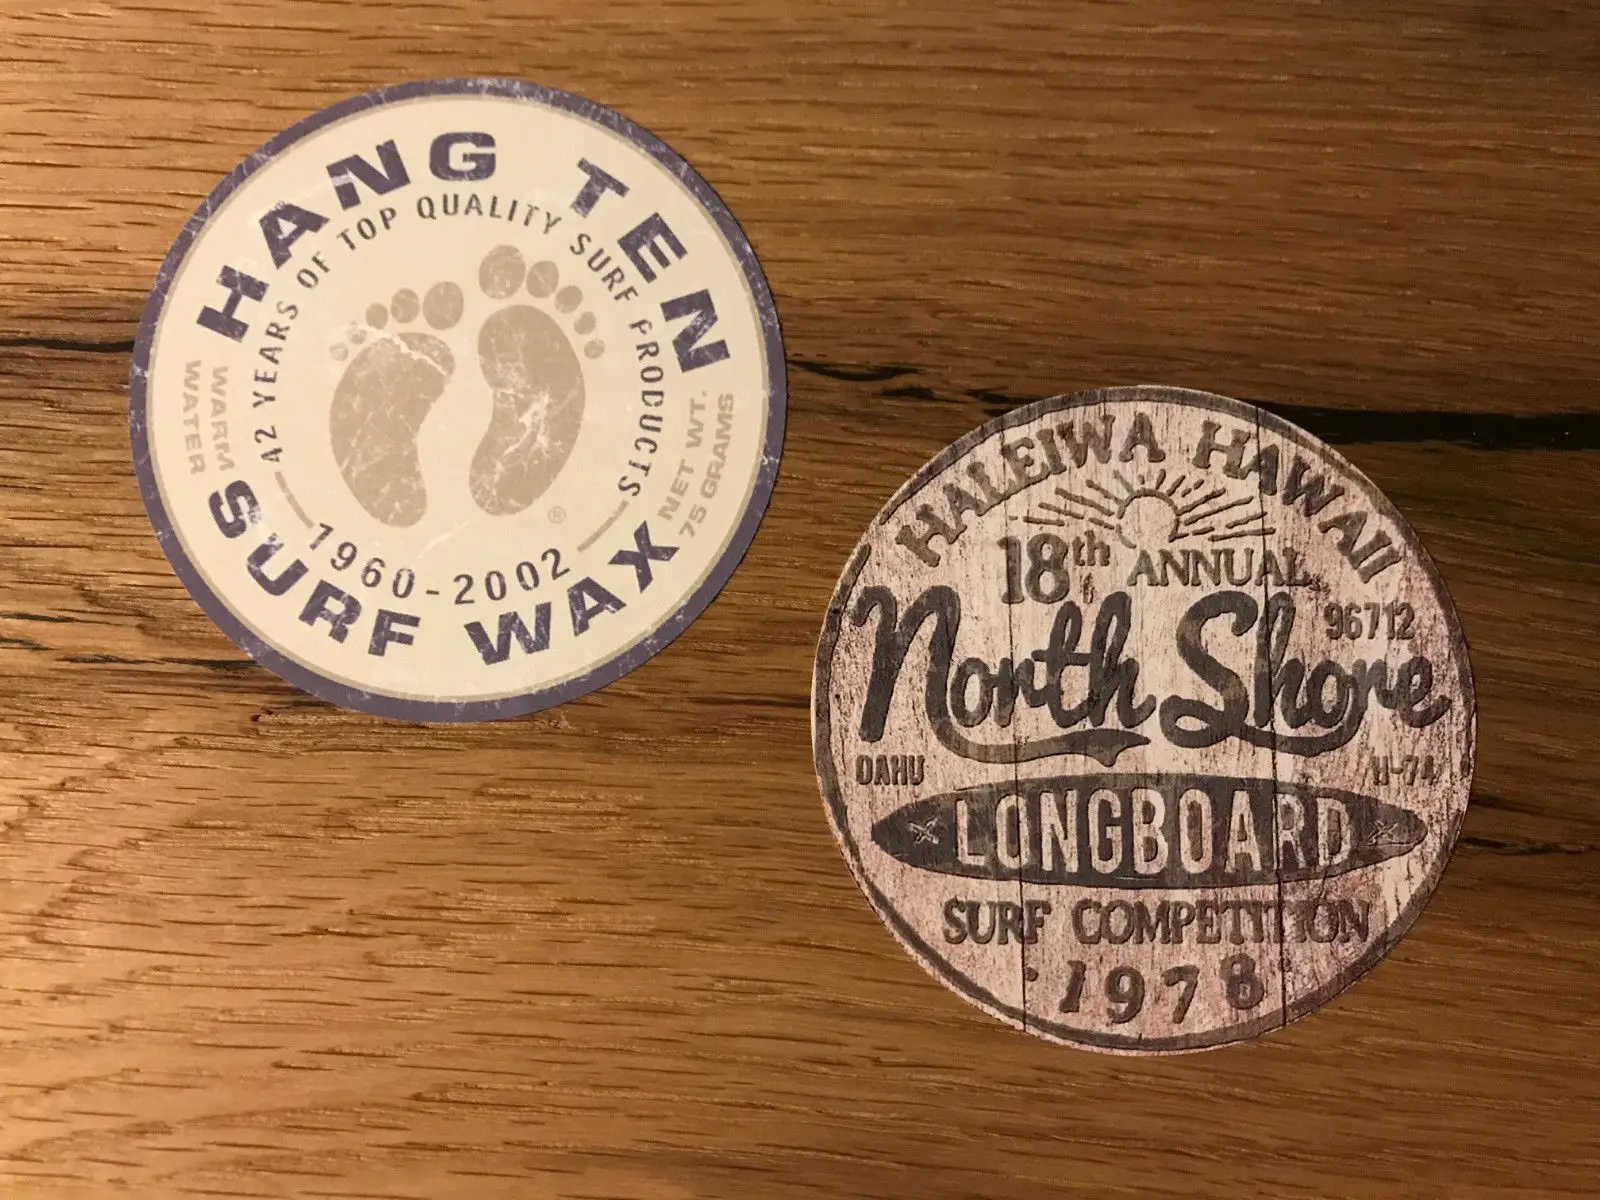 HANG TEN
42 YEARS OF TOP QUALITY SURF PRODUCTS
WARM
WATER
NET WT.
75 GRAMS
®
1960-2002
SURF WAX
HALEIWA HAWAII
18th ANNUAL
96712
North Shore
OAHU
H-74
LONGBOARD
SURF COMPETITION
1978